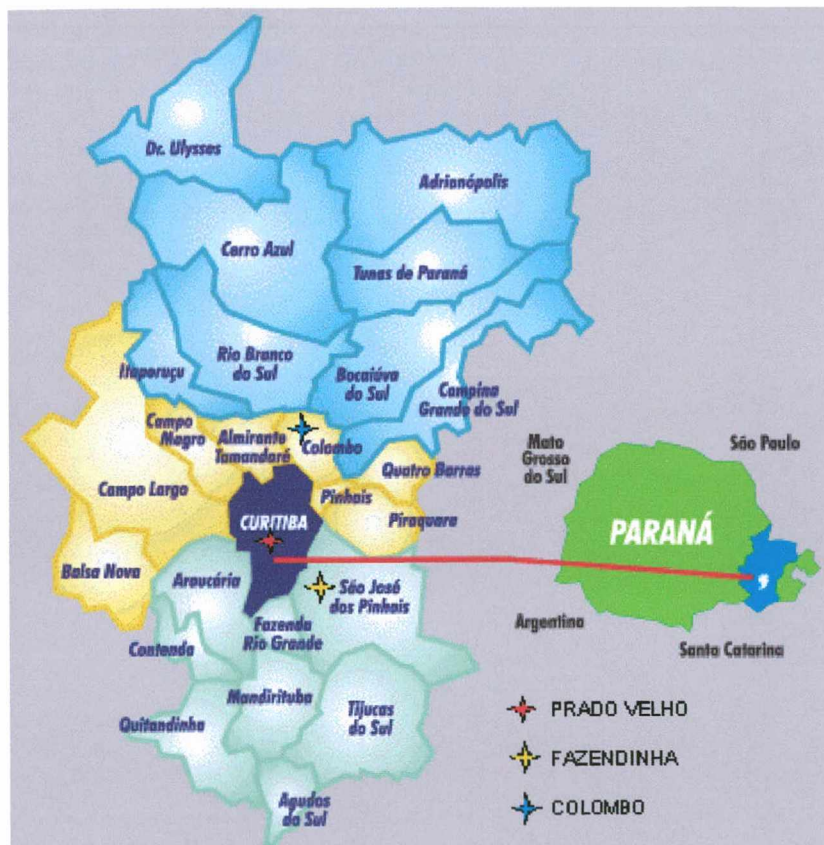 Dr. Ulysses
Adrianópolis
Cerro Azul
Tunas de Paraná
Itaperuçu
Rio Branco
do Sul
Bocaiúva
do Sul
Campina
Grande do Sul
Campo
Magro
Almirante
Tamandaré
Colombo
Quatro Barras
Campo Largo
Pinhais
Piraquara
CURITIBA
Balsa Nova
Araucária
São José
dos Pinhais
Fazenda
Rio Grande
Contenda
Mandirituba
Quitandinha
Tijucas
do Sul
Agudos
do Sul
Mato
Grosso
do Sul
São Paulo
PARANÁ
Argentina
Santa Catarina
PRADO VELHO
FAZENDINHA
COLOMBO